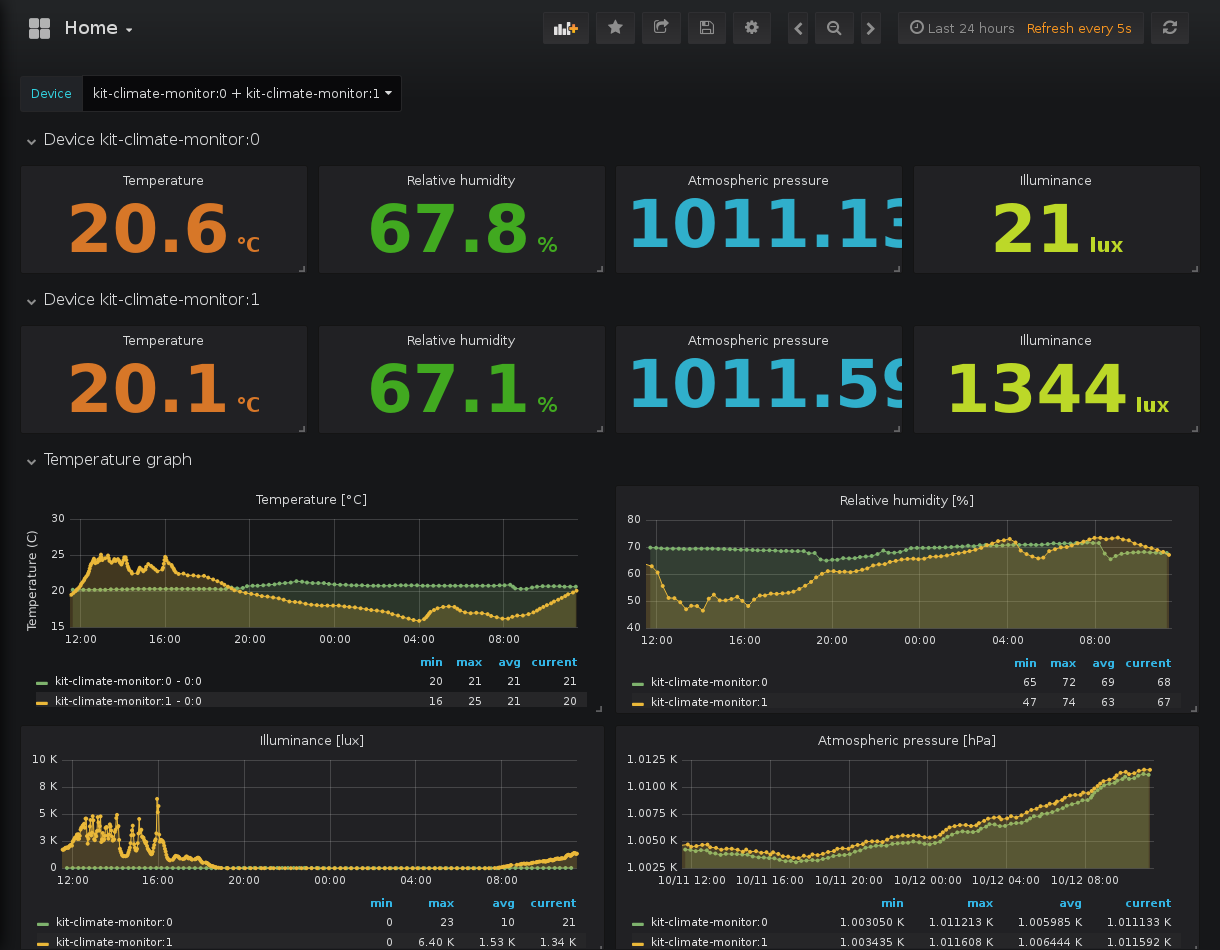 Home
Last 24 hours Refresh every 5s
Device kit-climate-monitor:0 + kit-climate-monitor:1
Device kit-climate-monitor:0
Temperature Relative humidity Atmospheric pressure Illuminance
20.6 °C 67.8 % 1011.13 21 lux
Device kit-climate-monitor:1
Temperature Relative humidity Atmospheric pressure Illuminance
20.1 °C 67.1 % 1011.59 1344 lux
Temperature graph
Temperature [°C]
Temperature (C)
30
25
20
15
12:00 16:00 20:00 00:00 04:00 08:00
min max avg current
kit-climate-monitor:0 - 0:0 20 21 21 21
kit-climate-monitor:1 - 0:0 16 25 21 20
Relative humidity [%]
80
70
60
50
40
12:00 16:00 20:00 00:00 04:00 08:00
min max avg current
kit-climate-monitor:0 65 72 69 68
kit-climate-monitor:1 47 74 63 67
Illuminance [lux]
10 K
8 K
5 K
3 K
0
12:00 16:00 20:00 00:00 04:00 08:00
min max avg current
kit-climate-monitor:0 0 23 10 21
kit-climate-monitor:1 0 6.40 K 1.53 K 1.34 K
Atmospheric pressure [hPa]
1.0125 K
1.0100 K
1.0075 K
1.0050 K
1.0025 K
10/11 12:00 10/11 16:00 10/11 20:00 10/12 00:00 10/12 04:00 10/12 08:00
min max avg current
kit-climate-monitor:0 1.003050 K 1.011213 K 1.005985 K 1.011133 K
kit-climate-monitor:1 1.003435 K 1.011608 K 1.006444 K 1.011592 K